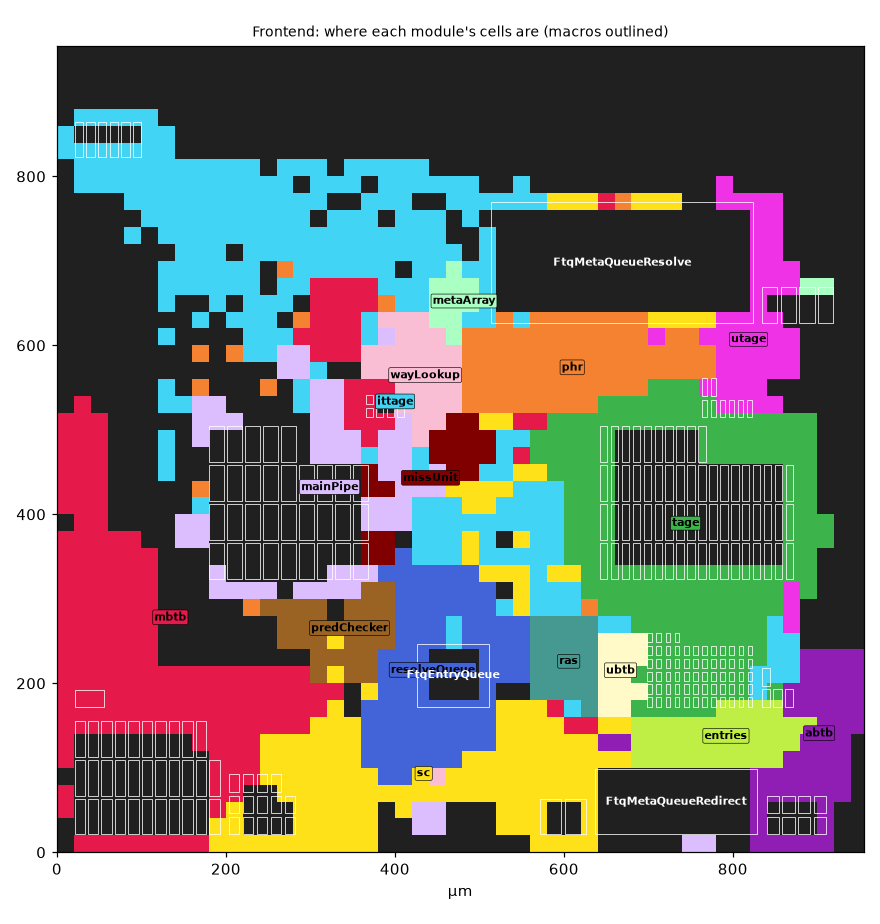 Frontend: where each module's cells are (macros outlined)
800
600
400
200
0
FtqMetaQueueResolve
metaArray
utage
phr
wayLookup
ittage
missUnit
mainPipe
tage
predChecker
mbtb
resolveQueue
FtqEntryQueue
ras
ubtb
entries
abtb
sc
FtqMetaQueueRedirect
0
200
400
600
800
µm